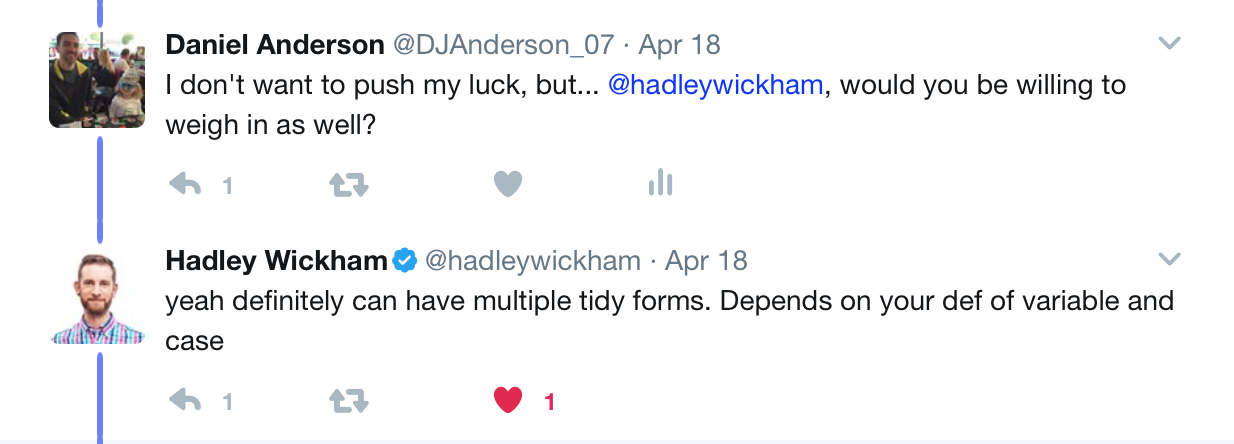 Daniel Anderson @DJAnderson_07 · Apr 18
I don't want to push my luck, but... @hadleywickham, would you be willing to
weigh in as well?
1
Hadley Wickham @hadleywickham · Apr 18
yeah definitely can have multiple tidy forms. Depends on your def of variable and
case
1 1